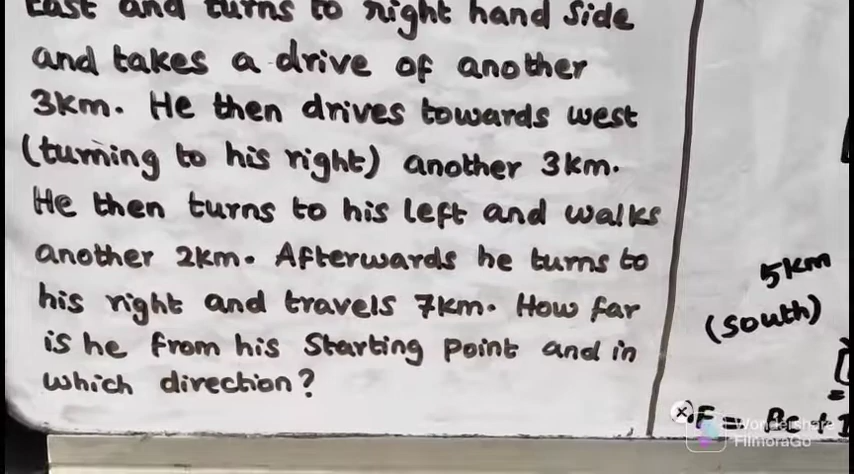 East and turns to right hand side
and takes a drive of another
3km. He then drives towards west
(turning to his right) another 3km.
He then turns to his left and walks
another 2km. Afterwards he turns to
his right and travels 7km. How far
is he from his starting point and in
which direction?
5km
(south)
Wondershare
FilmoraGo